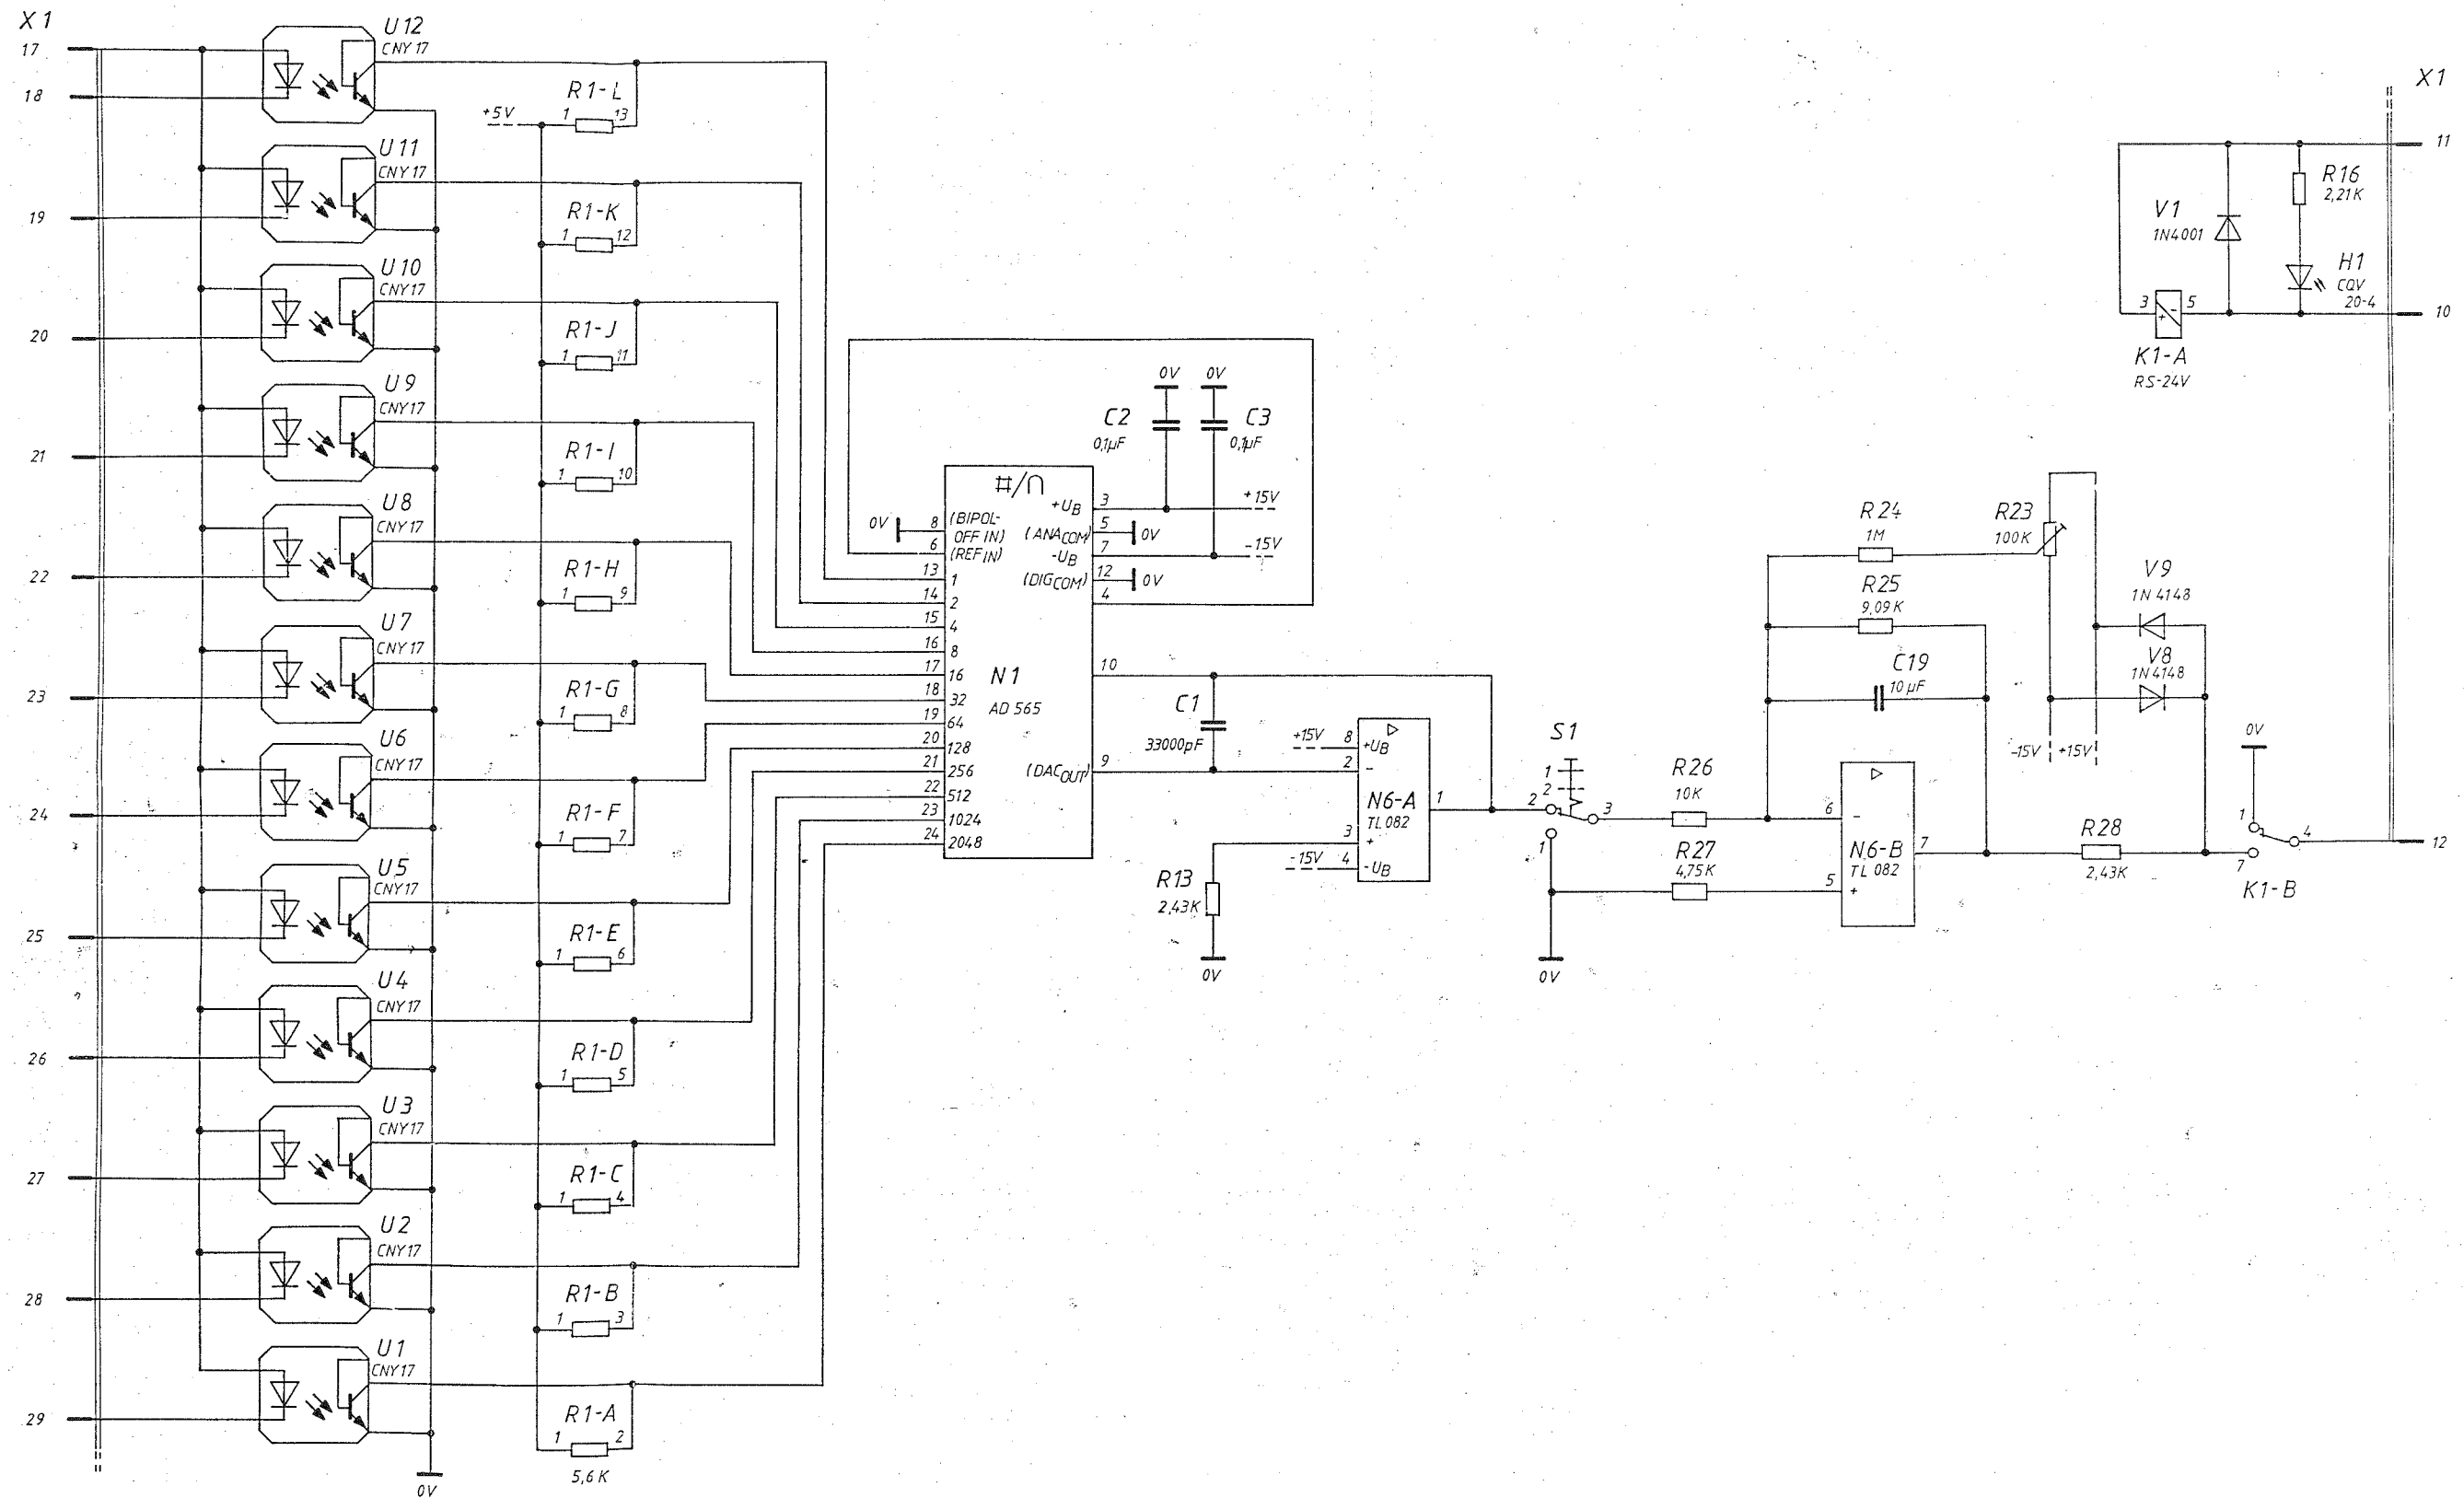 X1
17
18
19
20
21
22
23
24
25
26
27
28
29
U12
CNY17
U11
CNY17
U10
CNY17
U9
CNY17
U8
CNY17
U7
CNY17
U6
CNY17
U5
CNY17
U4
CNY17
U3
CNY17
U2
CNY17
U1
CNY17
0V
+5V
R1-L
1 13
R1-K
1 12
R1-J
1 11
R1-I
1 10
R1-H
1 9
R1-G
1 8
R1-F
1 7
R1-E
1 6
R1-D
1 5
R1-C
1 4
R1-B
1 3
R1-A
1 2
5,6K
0V 0V
C2 C3
0,1µF 0,1µF
#/∩
0V 8 (BIPOL-
OFF IN)
6 (REFIN)
13 1
14 2
15 4
16 8
17 16
18 32
19 64
20 128
21 256
22 512
23 1024
24 2048
N1
AD 565
+UB 3 +15V
(ANACOM) 5 0V
-UB 7 -15V
(DIGCOM) 12 0V
4
10
(DACOUT) 9
C1
33000pF
+15V 8 +UB
2 -
N6-A
TL082
1
3 +
-15V 4 -UB
R13
2,43K
0V
S1
1
2
2 3
1
0V
R26
10K
R27
4,75K
R24
1M
R23
100K
R25
9,09K
C19
10µF
V9
1N4148
V8
1N4148
-15V +15V
6 -
N6-B
TL082
7
5 +
R28
2,43K
0V
1
4
7
K1-B
12
X1
11
R16
2,21K
V1
1N4001
H1
CQV
20-4
3 + - 5
10
K1-A
RS-24V